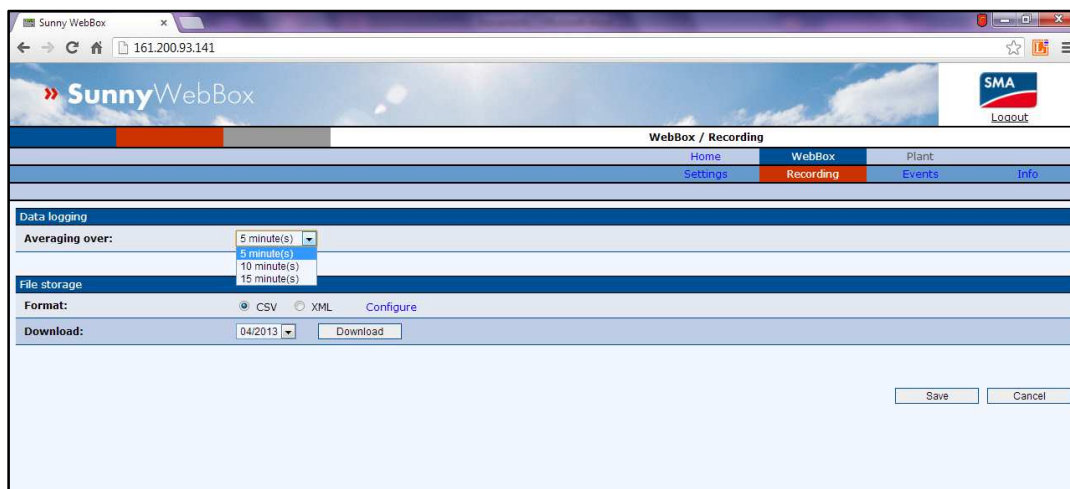 Sunny WebBox
161.200.93.141
» SunnyWebBox
SMA
Logout
WebBox / Recording
Home WebBox Plant
Settings Recording Events Info
Data logging
Averaging over: 5 minute(s)
5 minute(s)
10 minute(s)
15 minute(s)
File storage
Format: CSV XML Configure
Download: 04/2013 Download
Save Cancel